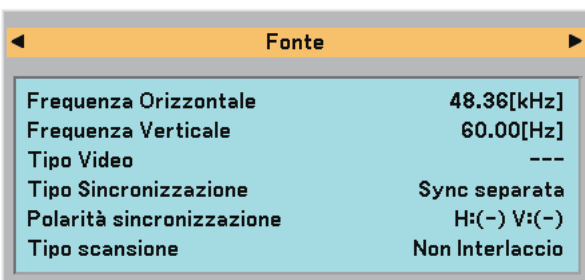 Fonte
Frequenza Orizzontale 48.36[kHz]
Frequenza Verticale 60.00[Hz]
Tipo Video ---
Tipo Sincronizzazione Sync separata
Polarità sincronizzazione H:(-) V:(-)
Tipo scansione Non Interlaccio